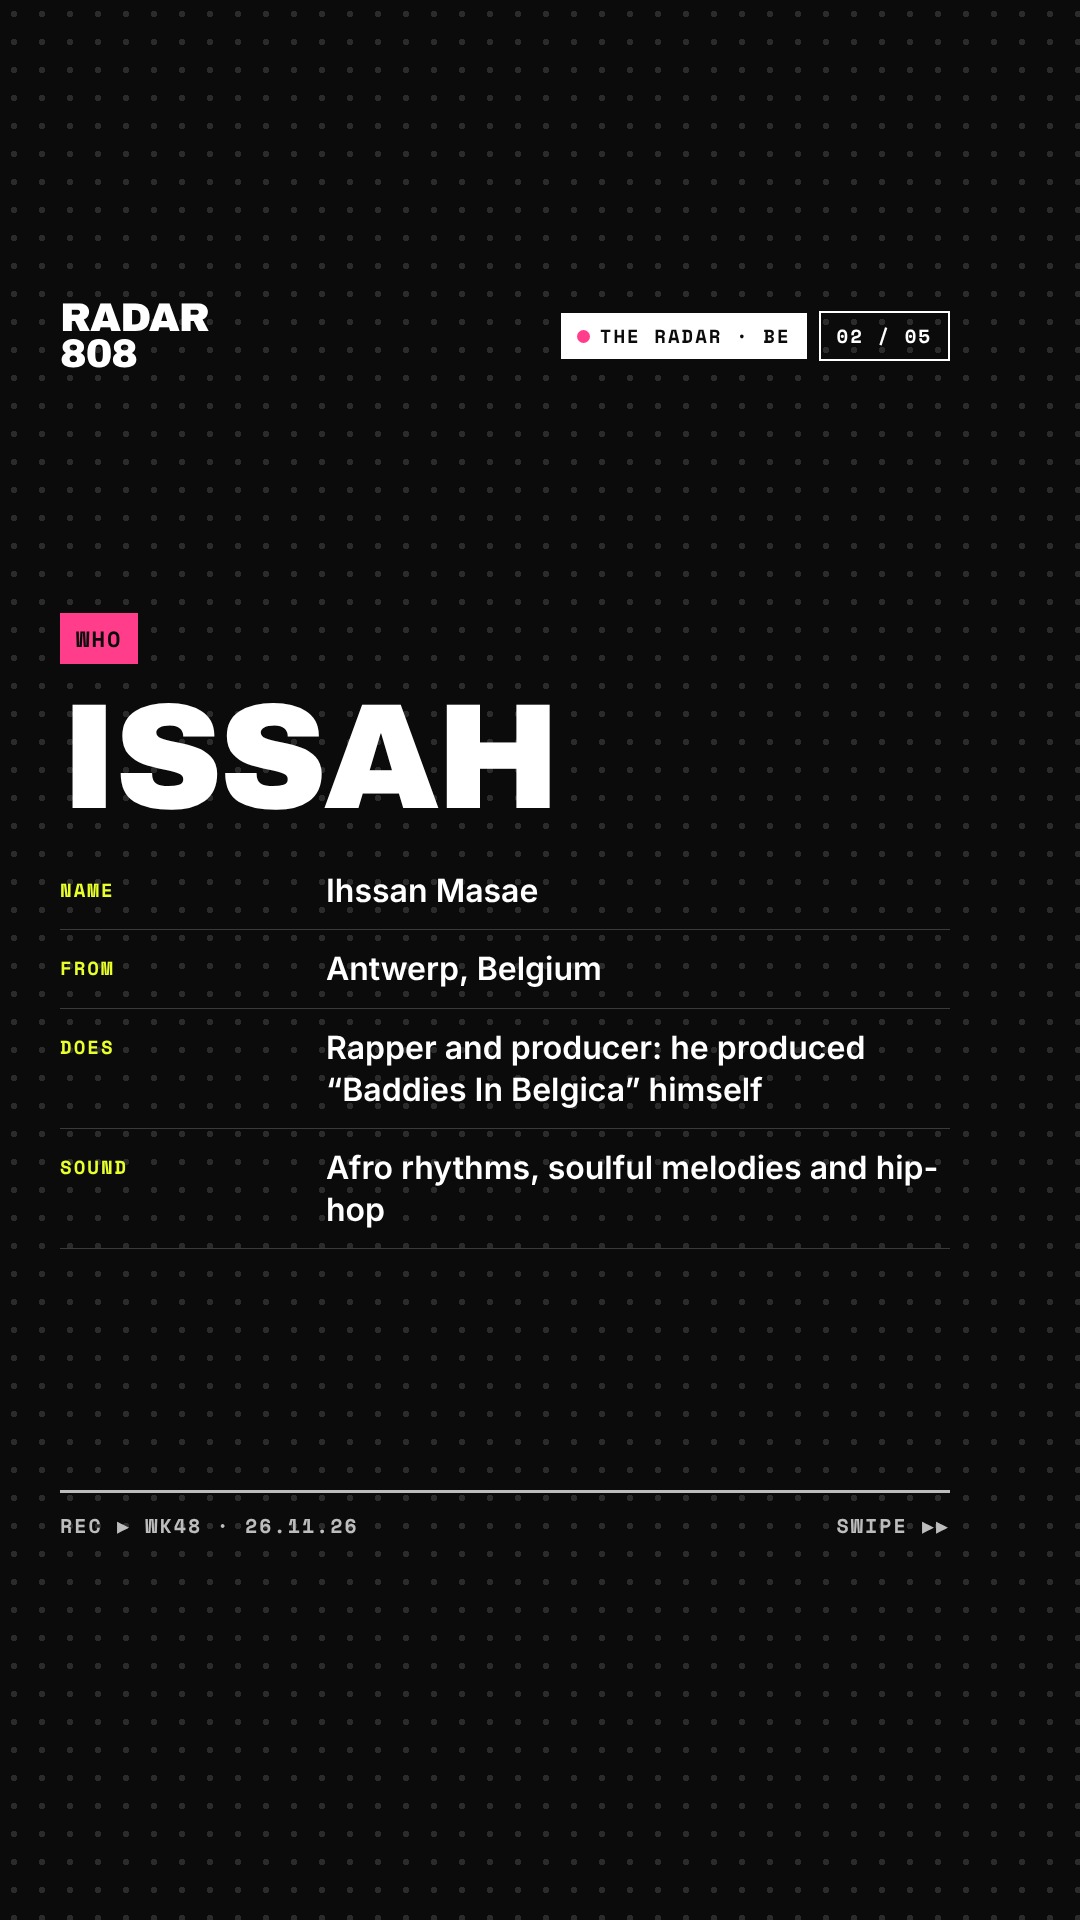 RADAR
808
THE RADAR · BE
02 / 05
WHO
ISSAH
NAME
Ihssan Masae
FROM
Antwerp, Belgium
DOES
Rapper and producer: he produced
“Baddies In Belgica” himself
SOUND
Afro rhythms, soulful melodies and hip-
hop
REC ▶ WK48 · 26.11.26
SWIPE ▶▶